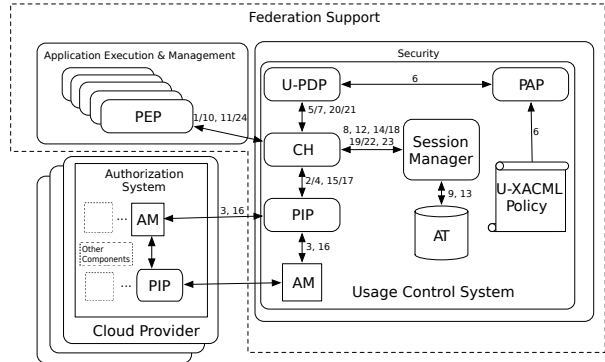 Federation Support
Application Execution & Management
Security
U-PDP
6
PAP
PEP
1/10, 11/24
5/7, 20/21
CH
8, 12, 14/18
19/22, 23
Session
Manager
6
Authorization
System
2/4, 15/17
U-XACML
Policy
... AM
3, 16
PIP
9, 13
AT
Other
Components
3, 16
... PIP
AM
Usage Control System
Cloud Provider